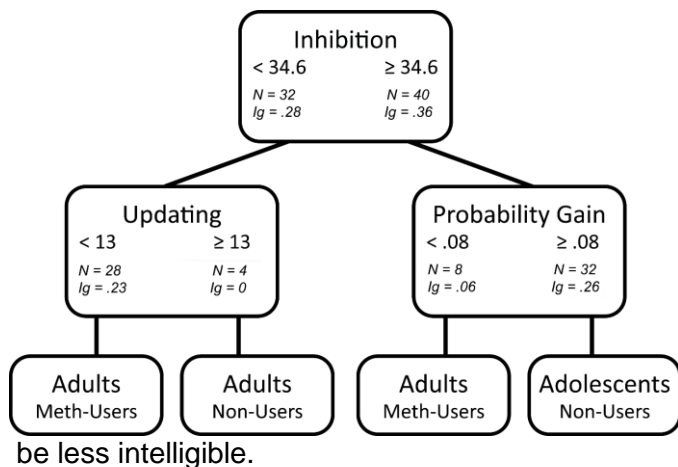 Inhibition
< 34.6 ≥ 34.6
N = 32 N = 40
Ig = .28 Ig = .36
Updating Probability Gain
< 13 ≥ 13 < .08 ≥ .08
N = 28 N = 4 N = 8 N = 32
Ig = .23 Ig = 0 Ig = .06 Ig = .26
Adults Adults Adults Adolescents
Meth-Users Non-Users Meth-Users Non-Users
be less intelligible.